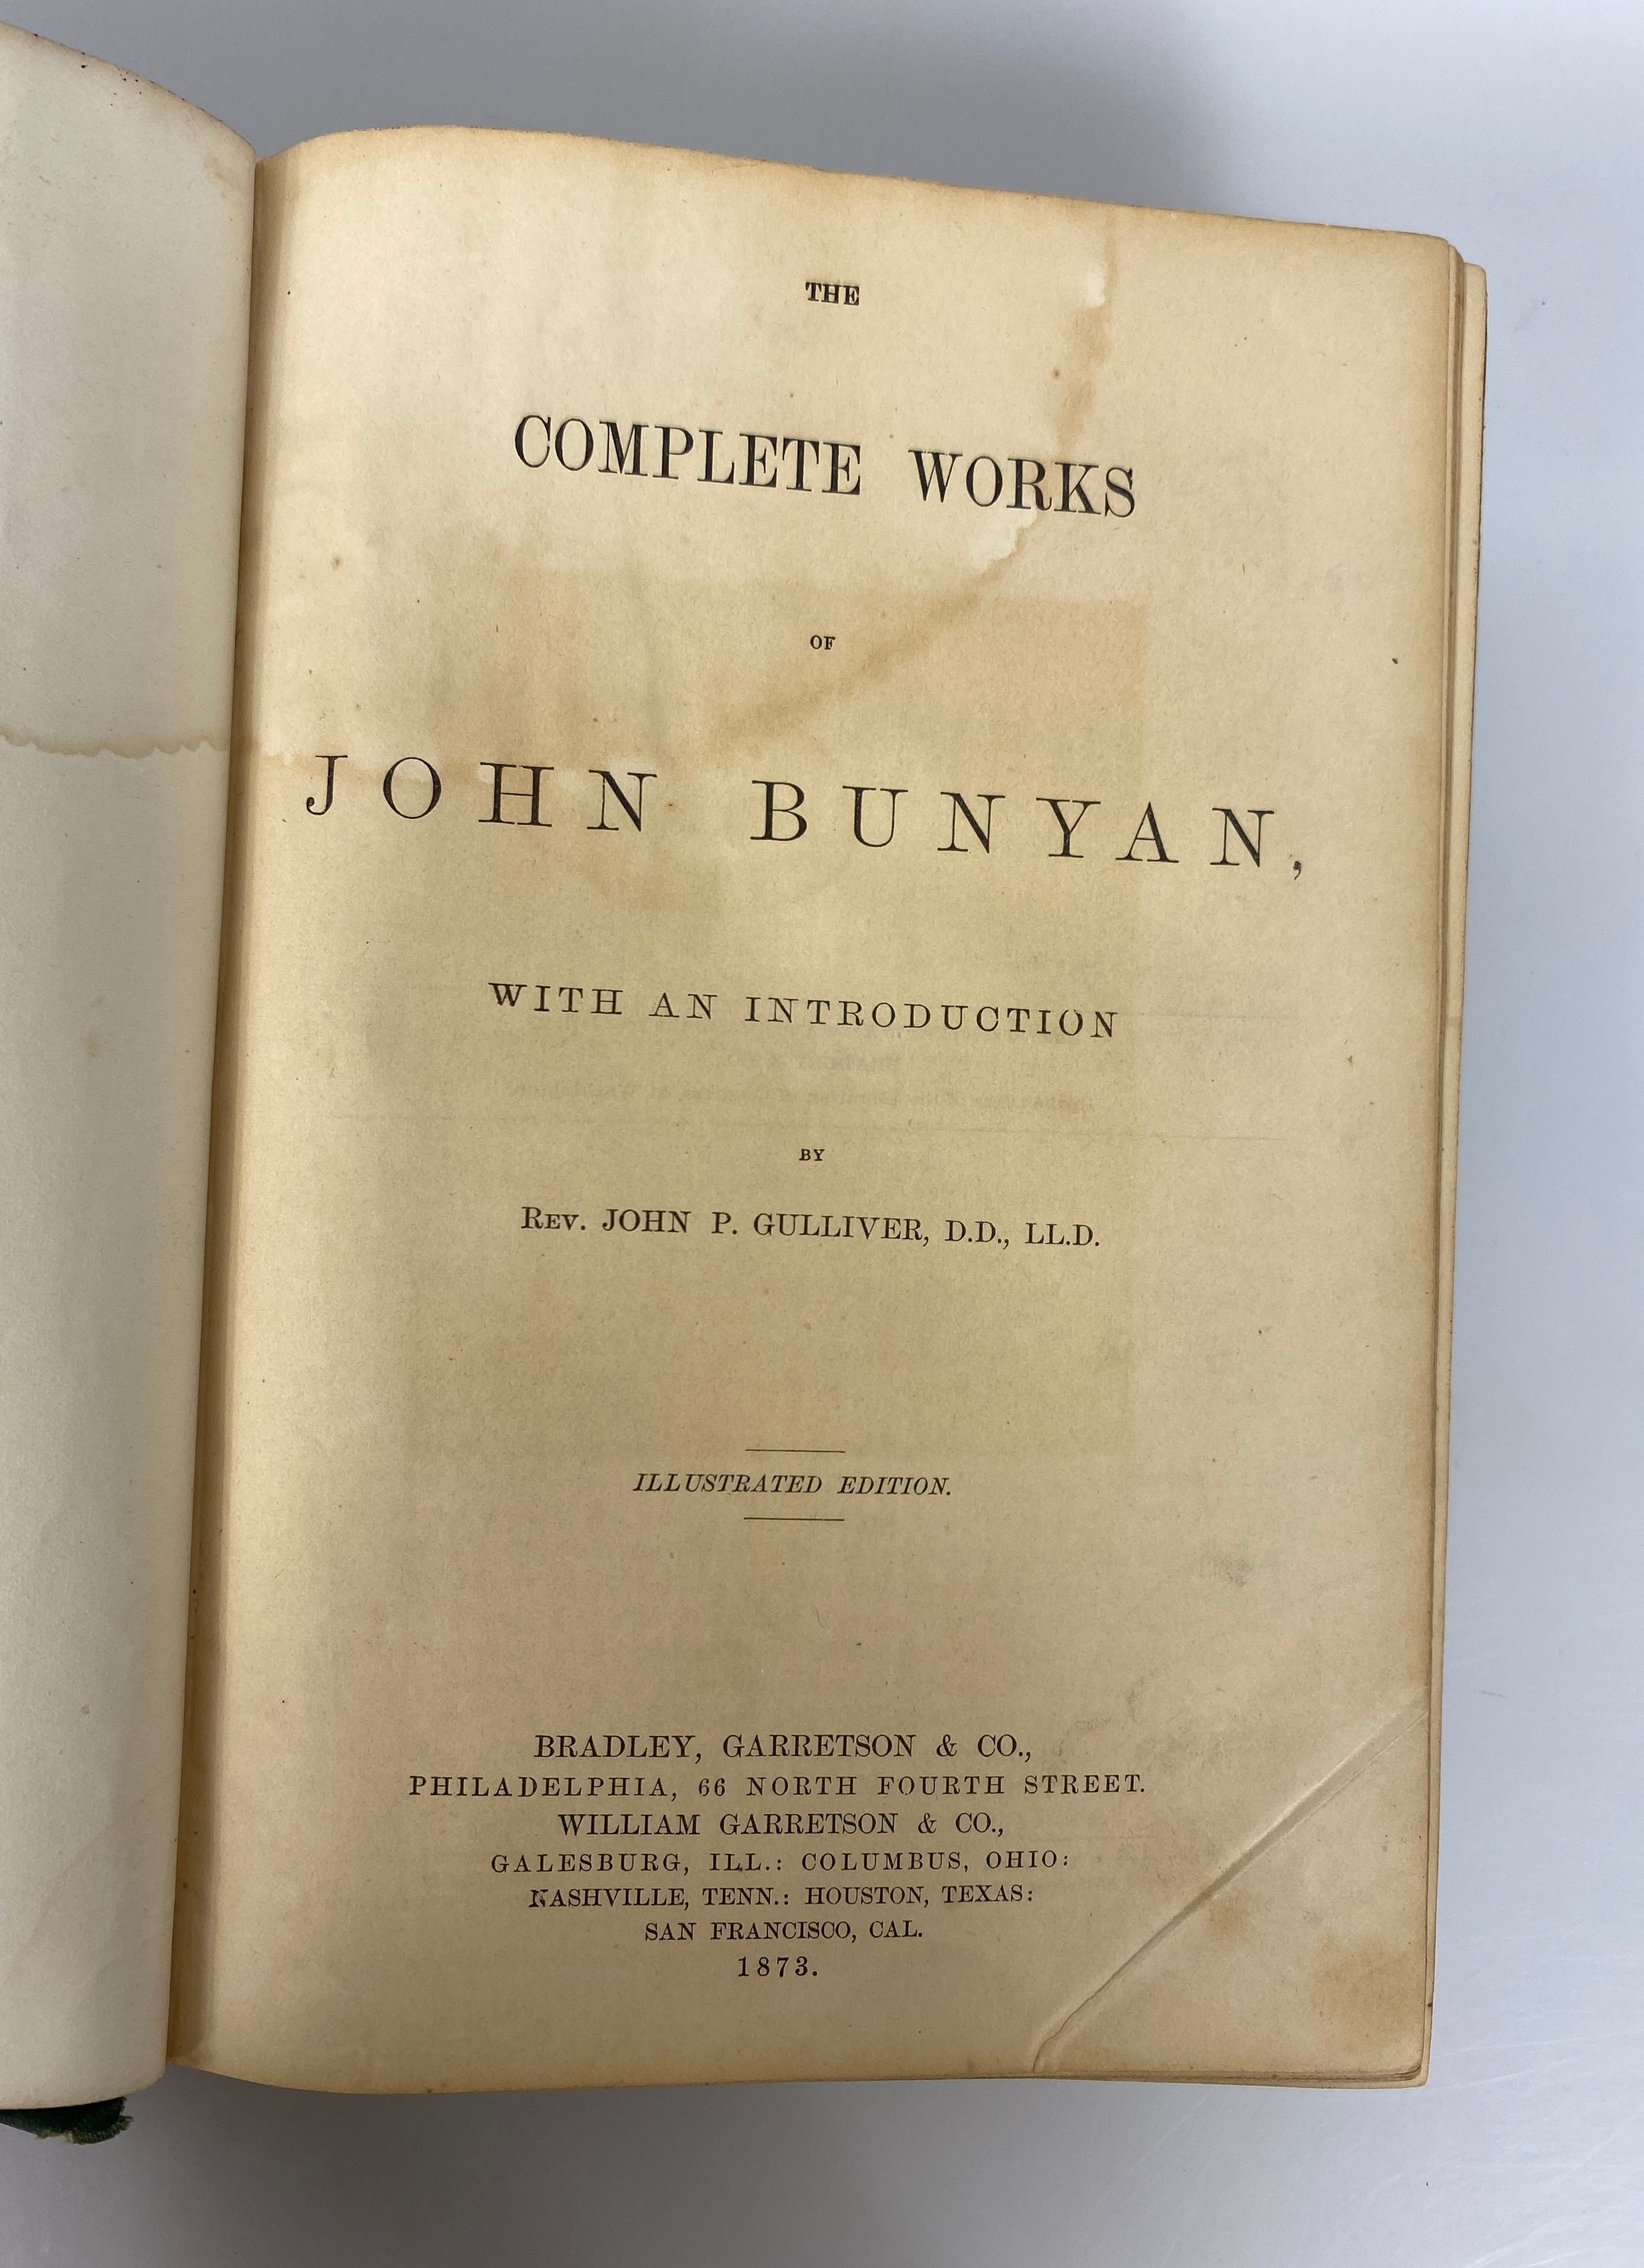 THE
COMPLETE WORKS
OF
JOHN BUNYAN,
WITH AN INTRODUCTION
BY
REV. JOHN P. GULLIVER, D.D., LL.D.
ILLUSTRATED EDITION.
BRADLEY, GARRETSON & CO.,
PHILADELPHIA, 66 NORTH FOURTH STREET.
WILLIAM GARRETSON & CO.,
GALESBURG, ILL.: COLUMBUS, OHIO:
NASHVILLE, TENN.: HOUSTON, TEXAS:
SAN FRANCISCO, CAL.
1873.